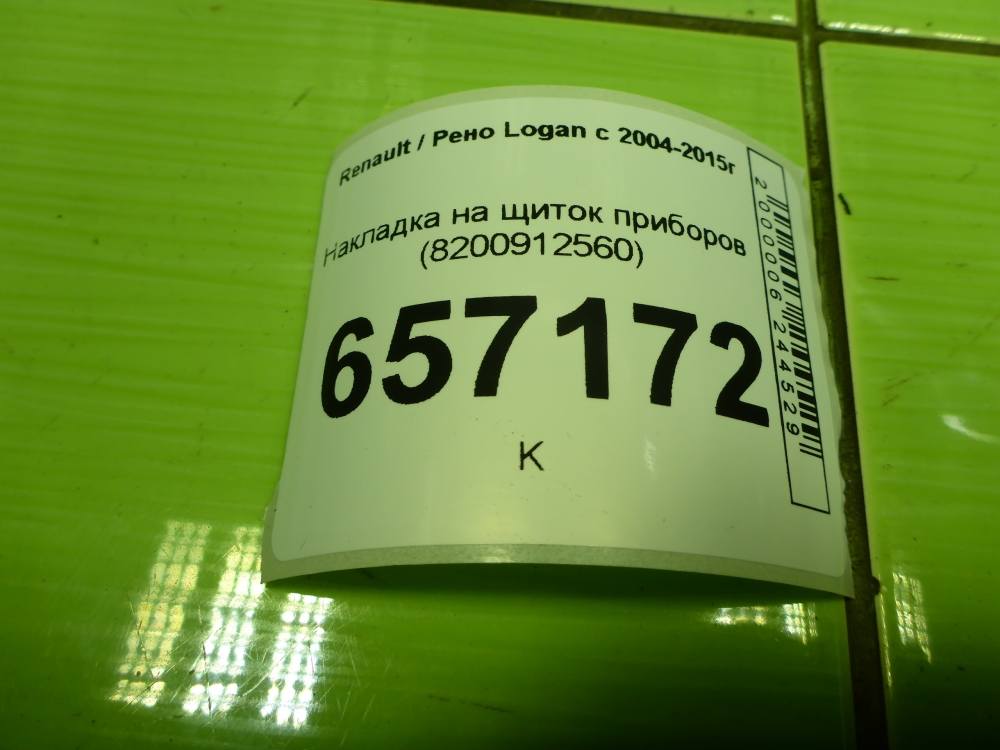 Renault / Рено Logan с 2004-2015г
Накладка на щиток приборов
(8200912560)
657172
К
2000006244529